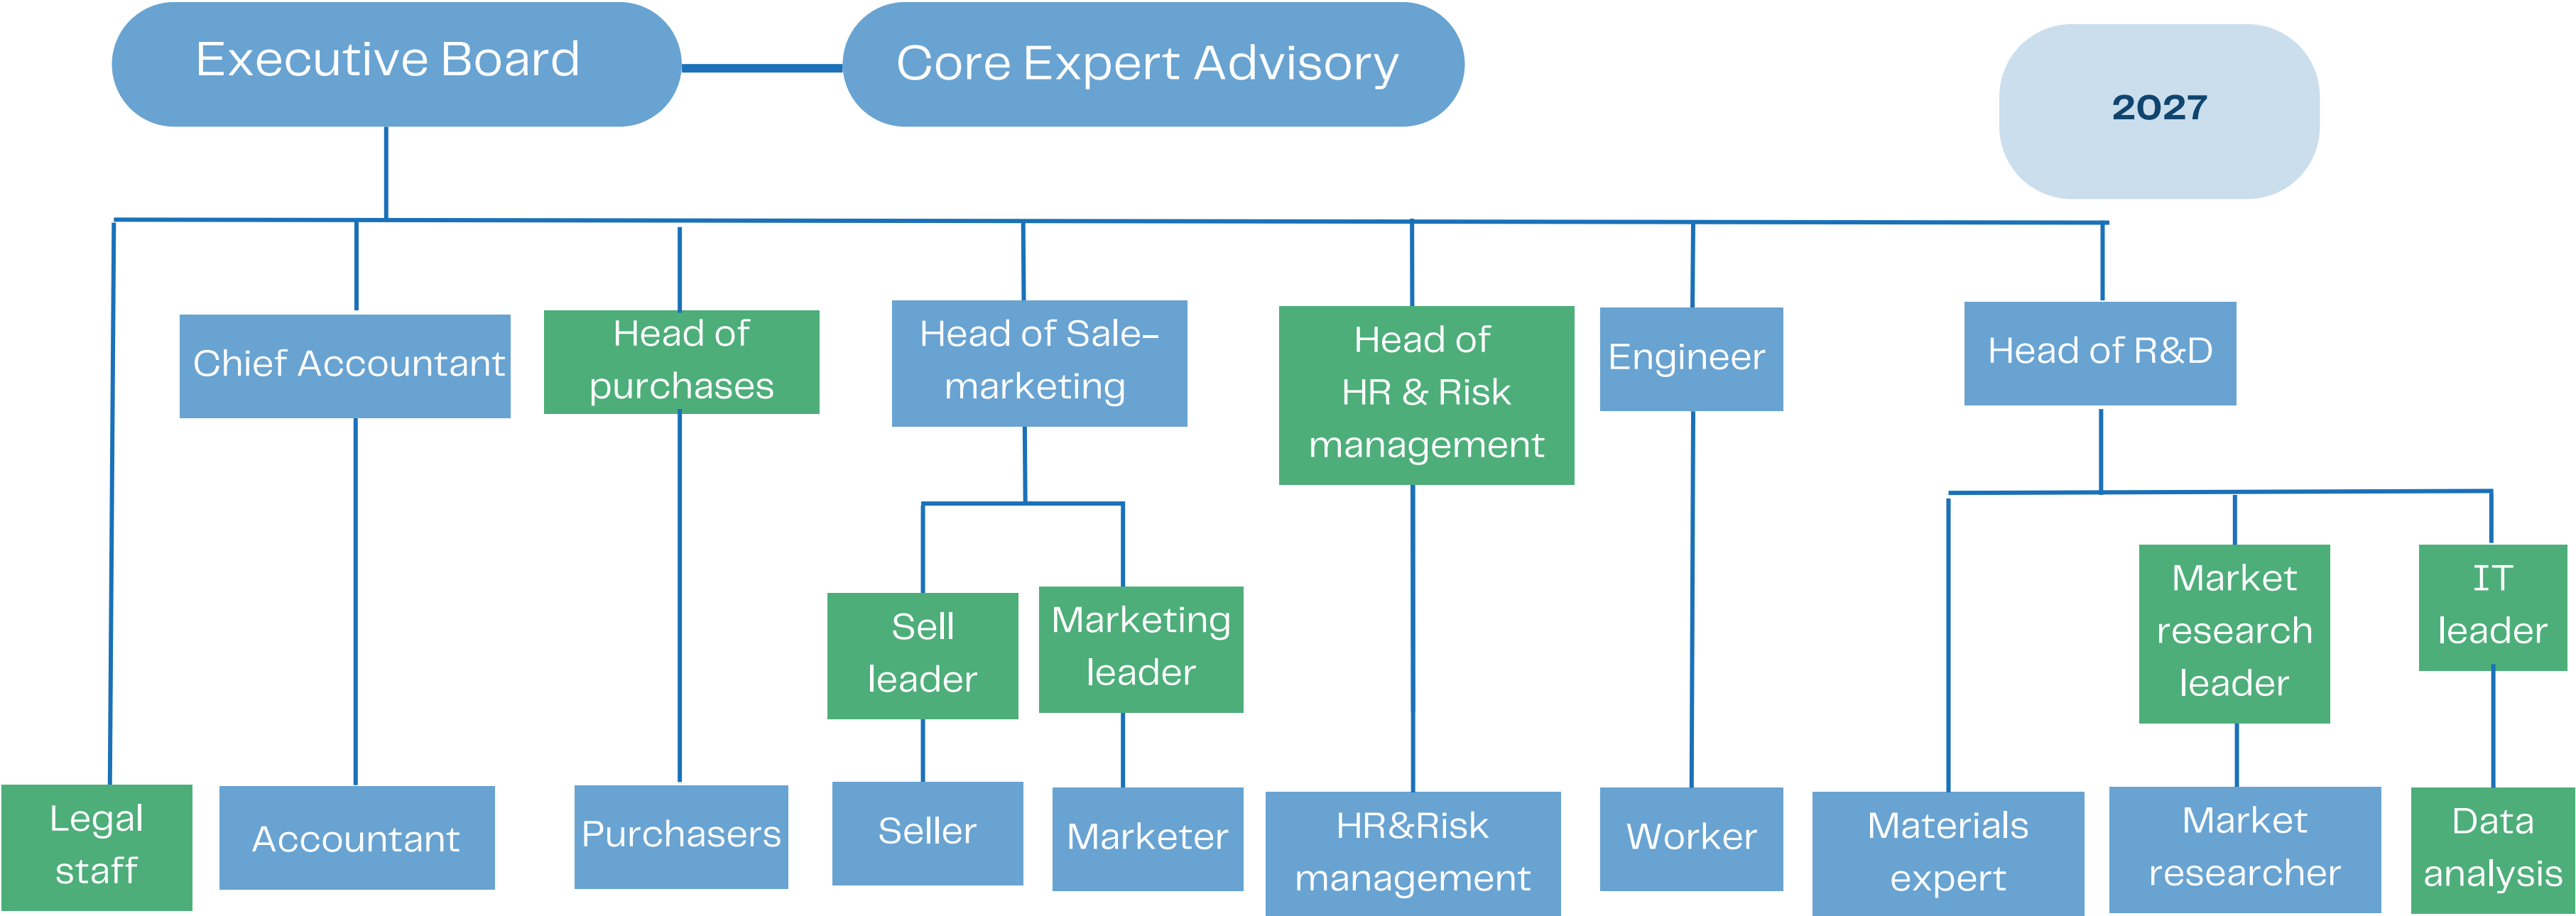 Executive Board
Core Expert Advisory
2027
Chief Accountant
Head of
purchases
Head of Sale-
marketing
Head of
HR & Risk
management
Engineer
Head of R&D
Sell
leader
Marketing
leader
Market
research
leader
IT
leader
Legal
staff
Accountant
Purchasers
Seller
Marketer
HR&Risk
management
Worker
Materials
expert
Market
researcher
Data
analysis